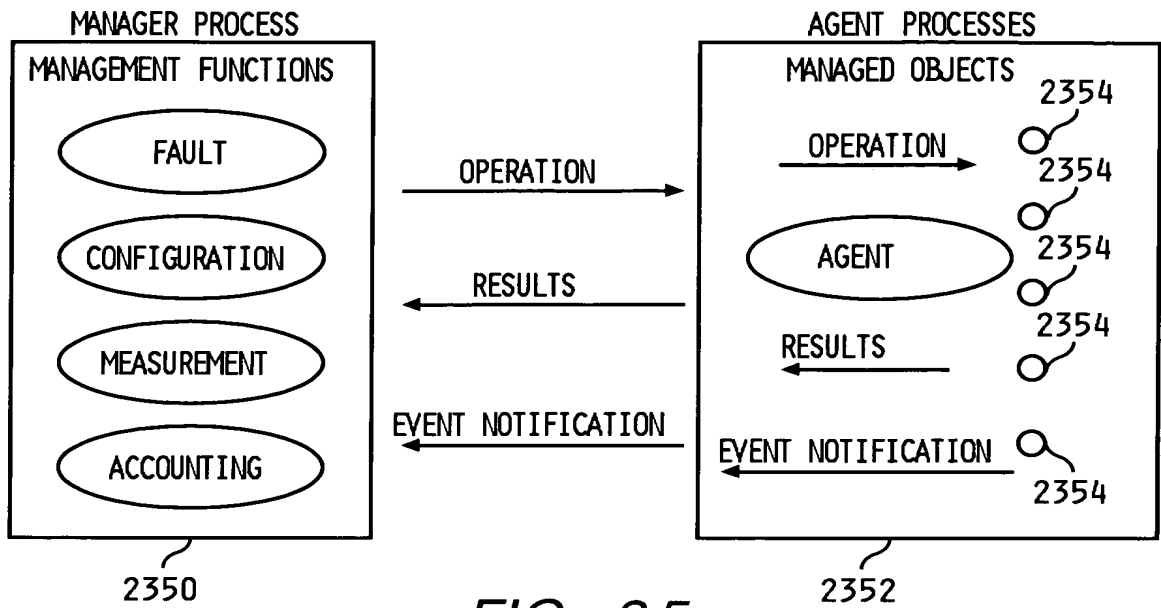 MANAGER PROCESS
MANAGEMENT FUNCTIONS
FAULT
CONFIGURATION
MEASUREMENT
ACCOUNTING
2350
OPERATION
RESULTS
EVENT NOTIFICATION
AGENT PROCESSES
MANAGED OBJECTS
2354
OPERATION
2354
AGENT
2354
2354
RESULTS
EVENT NOTIFICATION
2354
2352